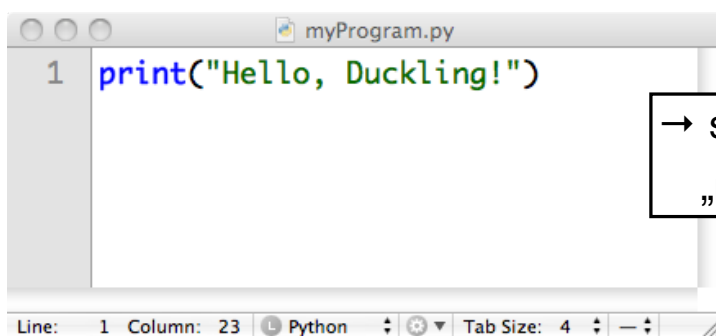 myProgram.py
1 print("Hello, Duckling!")
→ s
„
Line: 1 Column: 23 L Python Tab Size: 4 —